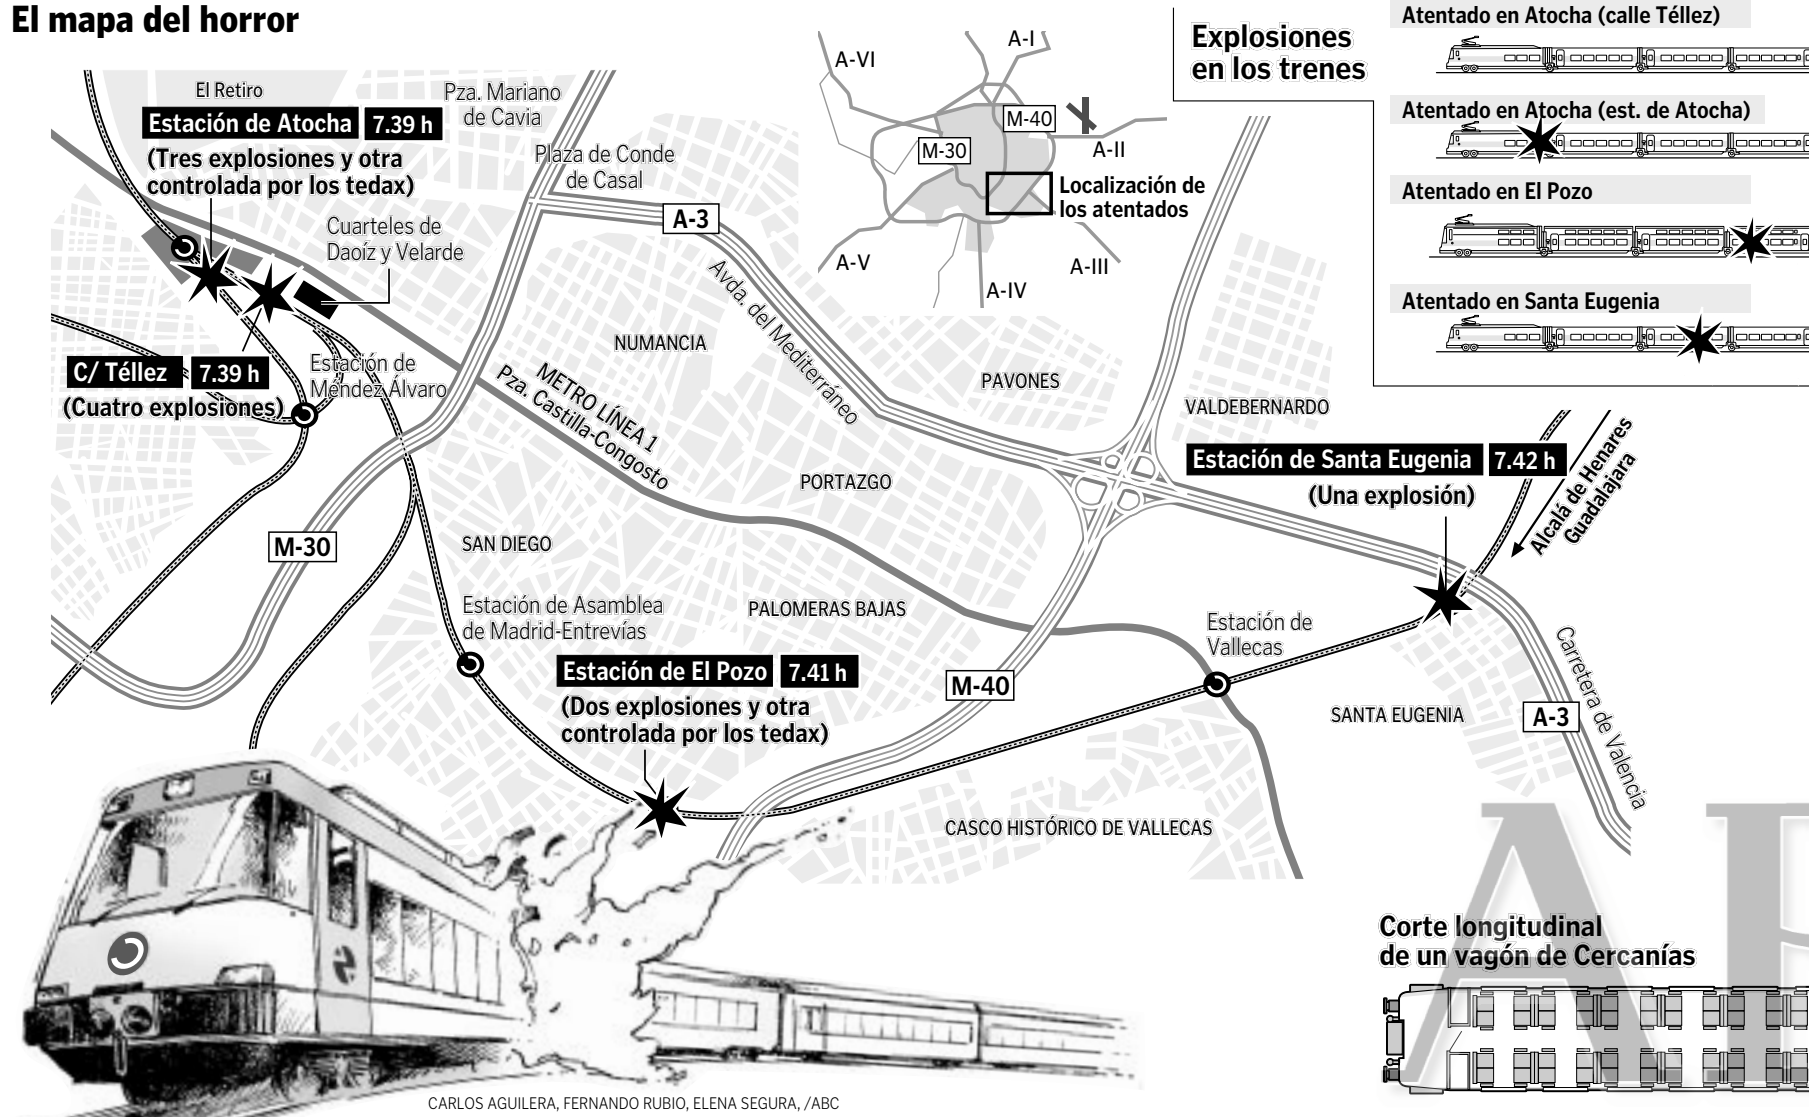 El mapa del horror
El Retiro
Estación de Atocha 7.39 h
(Tres explosiones y otra
controlada por los tedax)
Pza. Mariano
de Cavia
Plaza de Conde
de Casal
Cuarteles de
Daoíz y Velarde
A-3
C/ Téllez 7.39 h
(Cuatro explosiones)
Estación de
Méndez Álvaro
METRO LÍNEA 1
Pza. Castilla-Congosto
NUMANCIA
Avda. del Mediterráneo
PAVONES
PORTAZGO
M-30
SAN DIEGO
Estación de Asamblea
de Madrid-Entrevías
PALOMERAS BAJAS
Estación de El Pozo 7.41 h
(Dos explosiones y otra
controlada por los tedax)
M-40
CASCO HISTÓRICO DE VALLECAS
Estación de
Vallecas
VALDEBERNARDO
Estación de Santa Eugenia 7.42 h
(Una explosión)
Alcalá de Henares
Guadalajara
SANTA EUGENIA
A-3
Carretera de Valencia
A-VI
A-I
M-40
M-30
A-II
Localización de
los atentados
A-V
A-III
A-IV
Explosiones
en los trenes
Atentado en Atocha (calle Téllez)
Atentado en Atocha (est. de Atocha)
Atentado en El Pozo
Atentado en Santa Eugenia
Corte longitudinal
de un vagón de Cercanías
CARLOS AGUILERA, FERNANDO RUBIO, ELENA SEGURA, /ABC